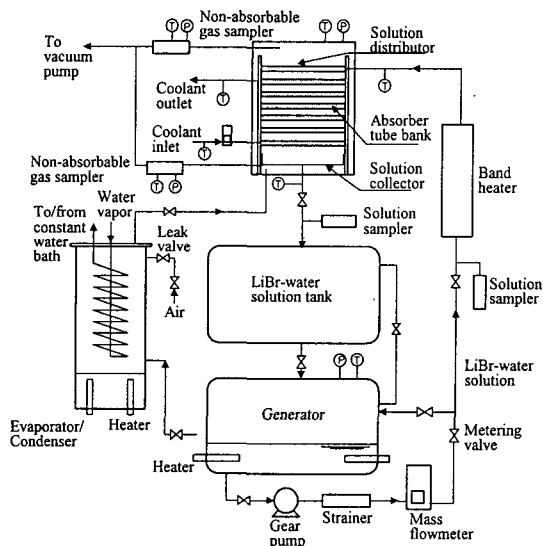 Non-absorbable
gas sampler
T P
T P
Solution
distributor
To
vacuum
pump
Coolant
outlet
T
T
Absorber
tube bank
Coolant
inlet
T
Non-absorbable
gas sampler
T P
Solution
collector
T
Band
heater
Water
vapor
To/from
constant
water
bath
Leak
valve
Air
Solution
sampler
Solution
sampler
LiBr-water
solution tank
P T
LiBr-water
solution
Generator
Metering
valve
Evaporator/
Condenser
Heater
Heater
Gear
pump
Strainer
Mass
flowmeter